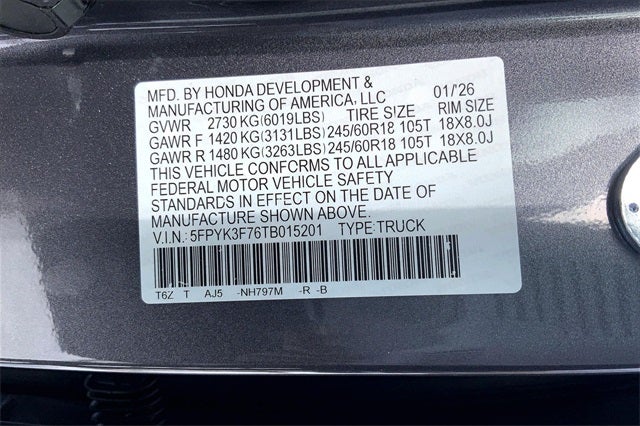 MFD. BY HONDA DEVELOPMENT &
MANUFACTURING OF AMERICA, LLC 01/'26
GVWR 2730 KG(6019LBS) TIRE SIZE RIM SIZE
GAWR F 1420 KG(3131LBS) 245/60R18 105T 18X8.0J
GAWR R 1480 KG(3263LBS) 245/60R18 105T 18X8.0J
THIS VEHICLE CONFORMS TO ALL APPLICABLE
FEDERAL MOTOR VEHICLE SAFETY
STANDARDS IN EFFECT ON THE DATE OF
MANUFACTURE SHOWN ABOVE.
V.I.N.: 5FPYK3F76TB015201 TYPE:TRUCK
T6Z T AJ5 -NH797M -R -B